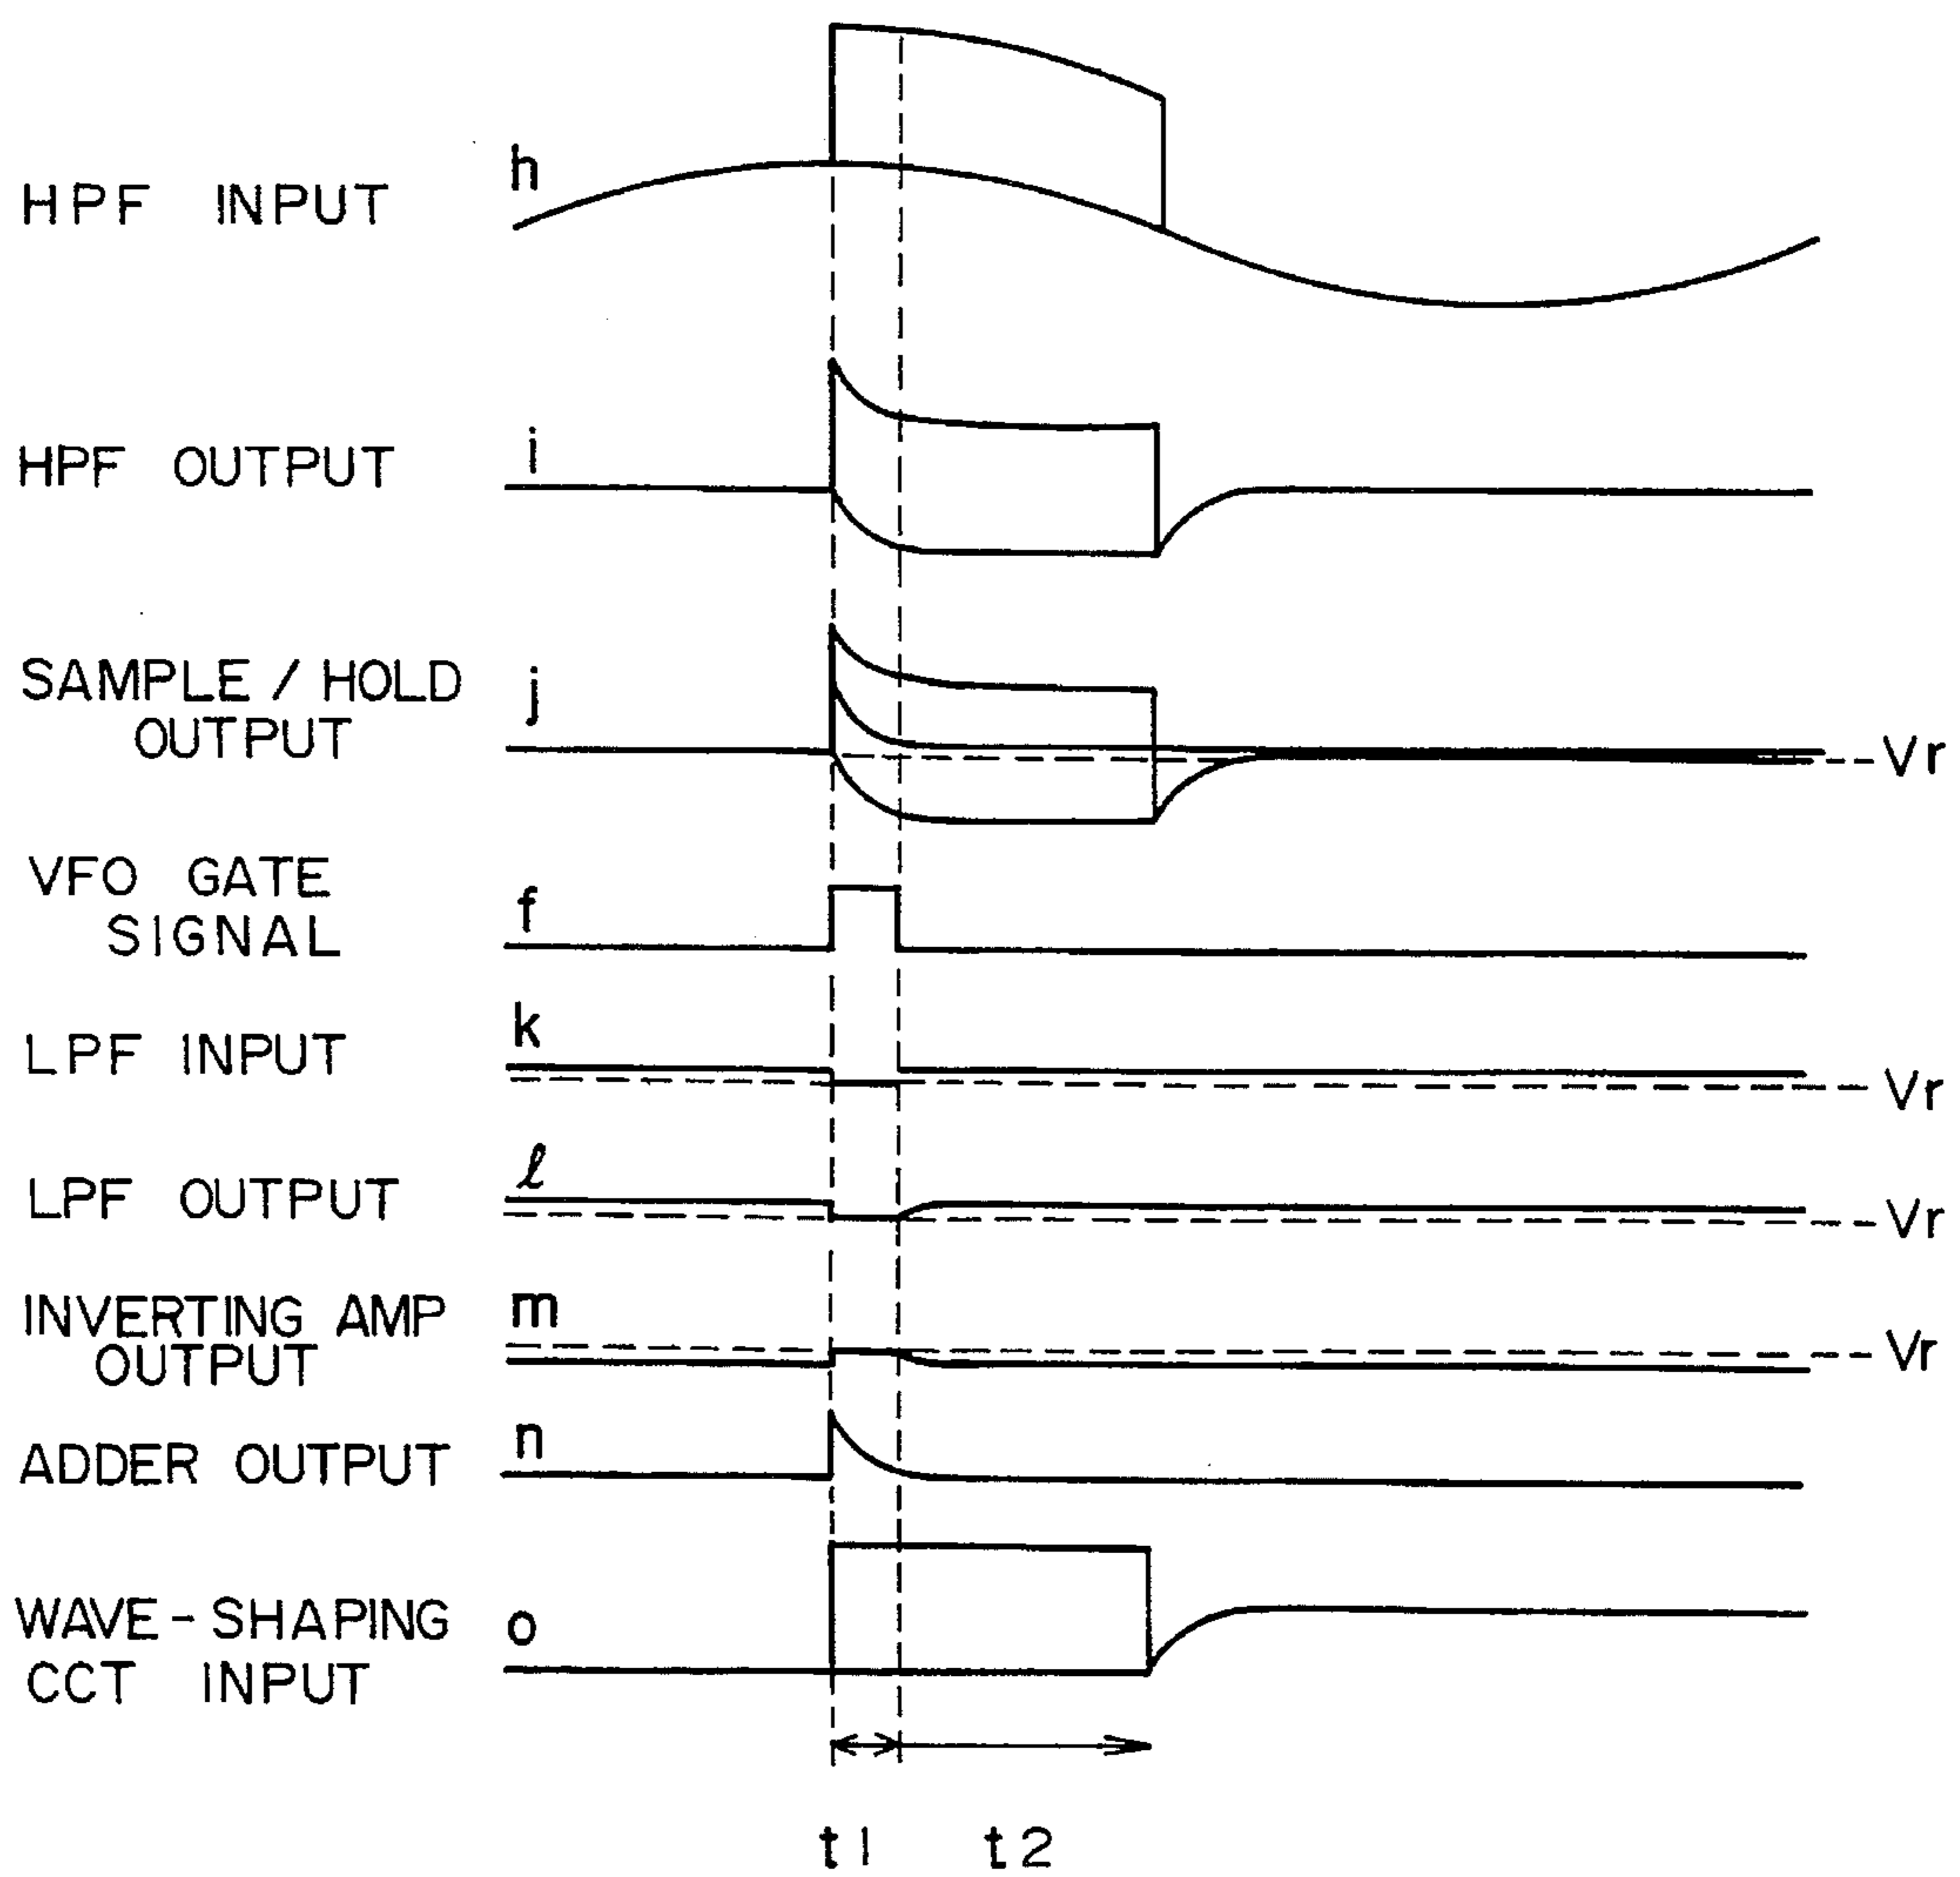 HPF INPUT h
HPF OUTPUT i
SAMPLE / HOLD
OUTPUT j Vr
VFO GATE
SIGNAL f
LPF INPUT k Vr
LPF OUTPUT ℓ Vr
INVERTING AMP
OUTPUT m Vr
ADDER OUTPUT n
WAVE-SHAPING
CCT INPUT o
t1 t2